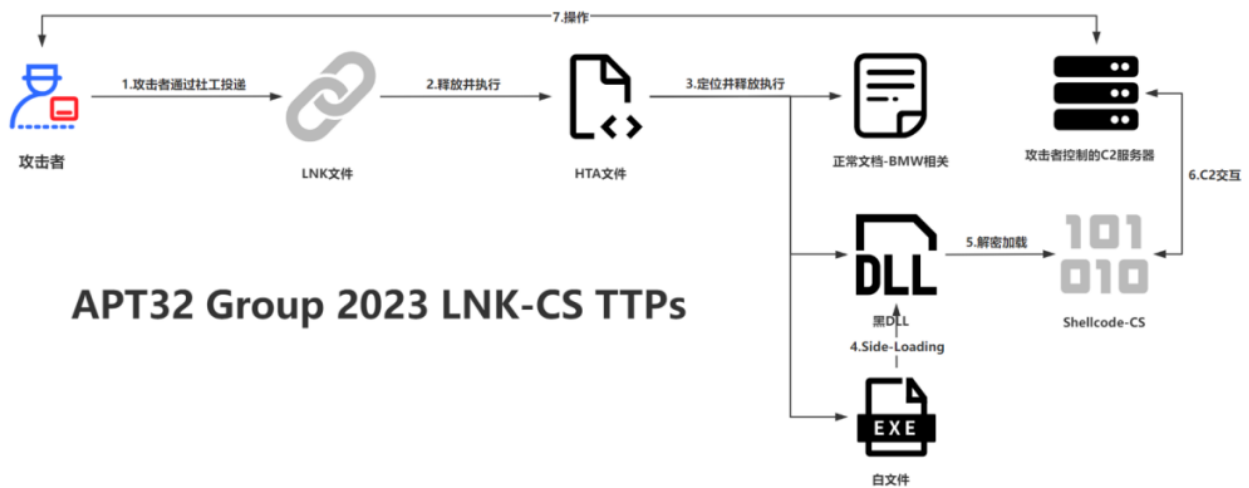 7.操作
1.攻击者通过社工投递
2.释放并执行
3.定位并释放执行
攻击者
LNK文件
HTA文件
正常文档-BMW相关
攻击者控制的C2服务器
6.C2交互
5.解密加载
DLL
黑DLL
Shellcode-CS
101
010
APT32 Group 2023 LNK-CS TTPs
4.Side-Loading
EXE
白文件